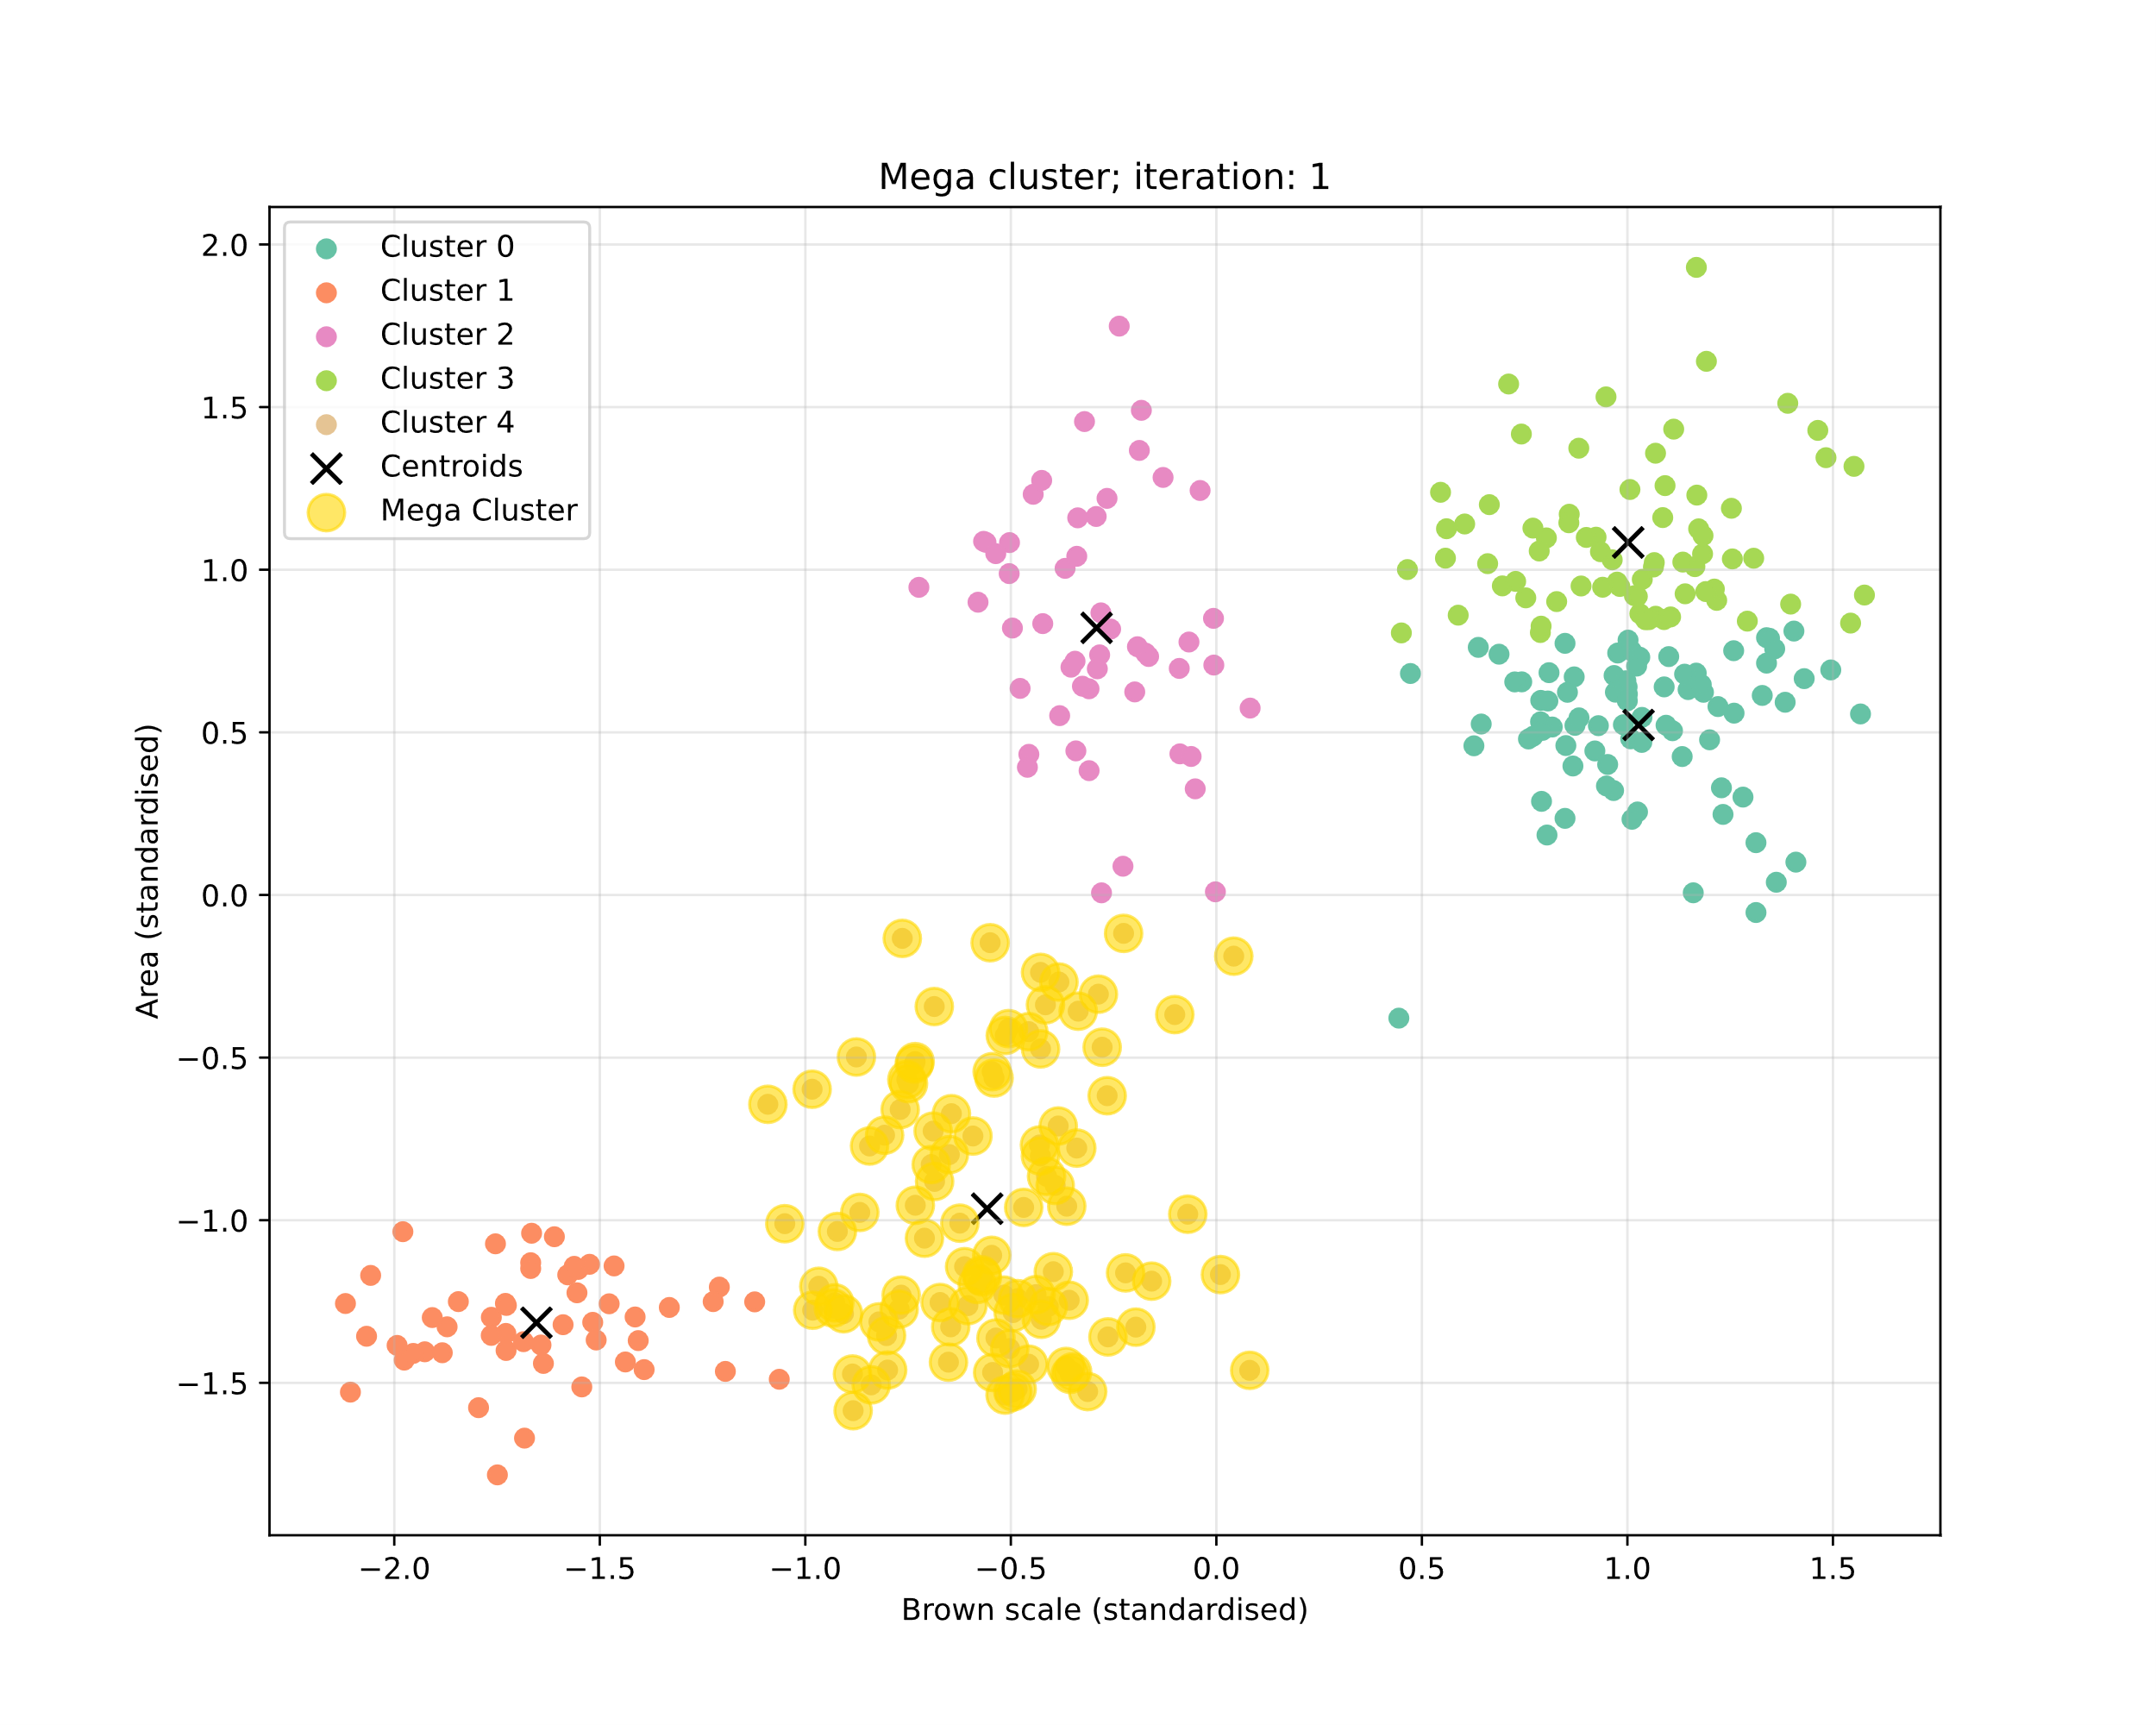 Mega cluster; iteration: 1
Cluster 0
Cluster 1
Cluster 2
Cluster 3
Cluster 4
Centroids
Mega Cluster
2.0
1.5
1.0
0.5
0.0
−0.5
−1.0
−1.5
Area (standardised)
−2.0 −1.5 −1.0 −0.5 0.0 0.5 1.0 1.5
Brown scale (standardised)